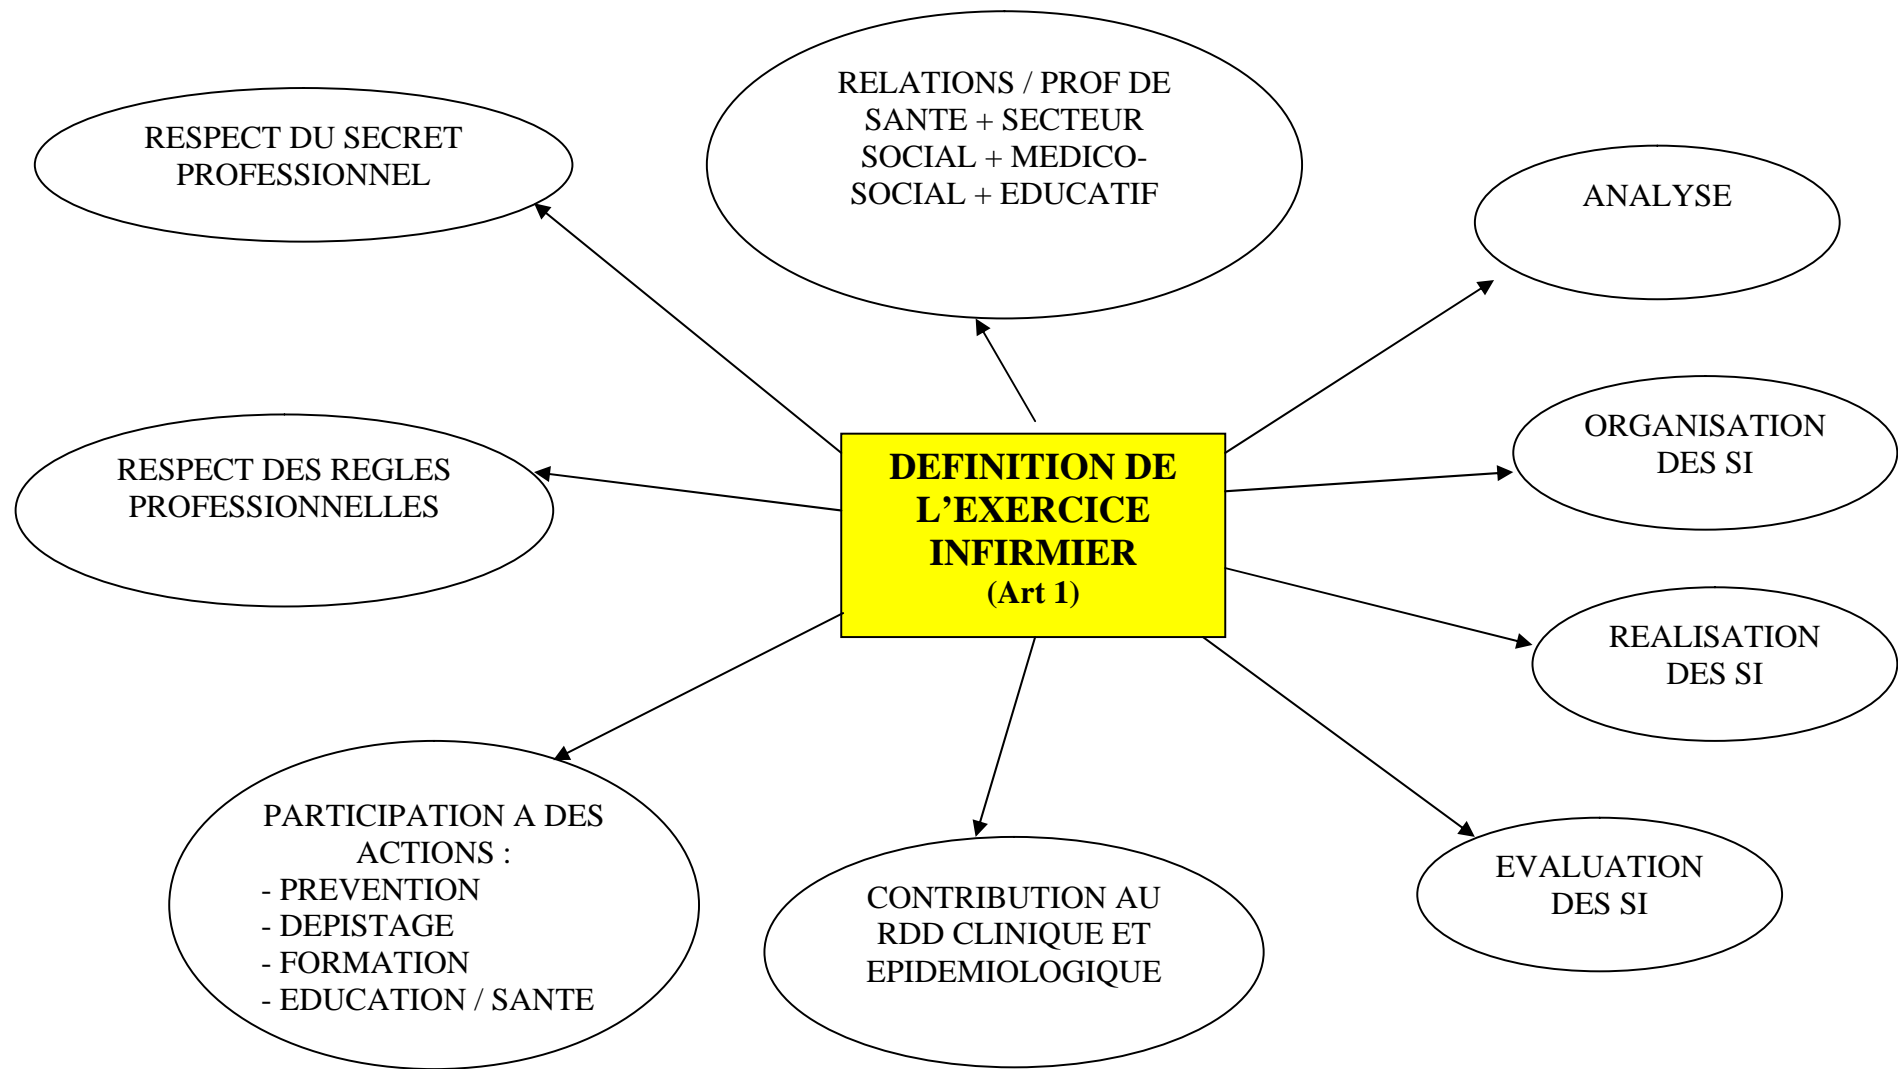 RELATIONS / PROF DE
SANTE + SECTEUR
SOCIAL + MEDICO-
SOCIAL + EDUCATIF
RESPECT DU SECRET
PROFESSIONNEL
ANALYSE
ORGANISATION
DES SI
RESPECT DES REGLES
PROFESSIONNELLES
DEFINITION DE
L’EXERCICE
INFIRMIER
(Art 1)
REALISATION
DES SI
PARTICIPATION A DES
ACTIONS :
- PREVENTION
- DEPISTAGE
- FORMATION
- EDUCATION / SANTE
CONTRIBUTION AU
RDD CLINIQUE ET
EPIDEMIOLOGIQUE
EVALUATION
DES SI